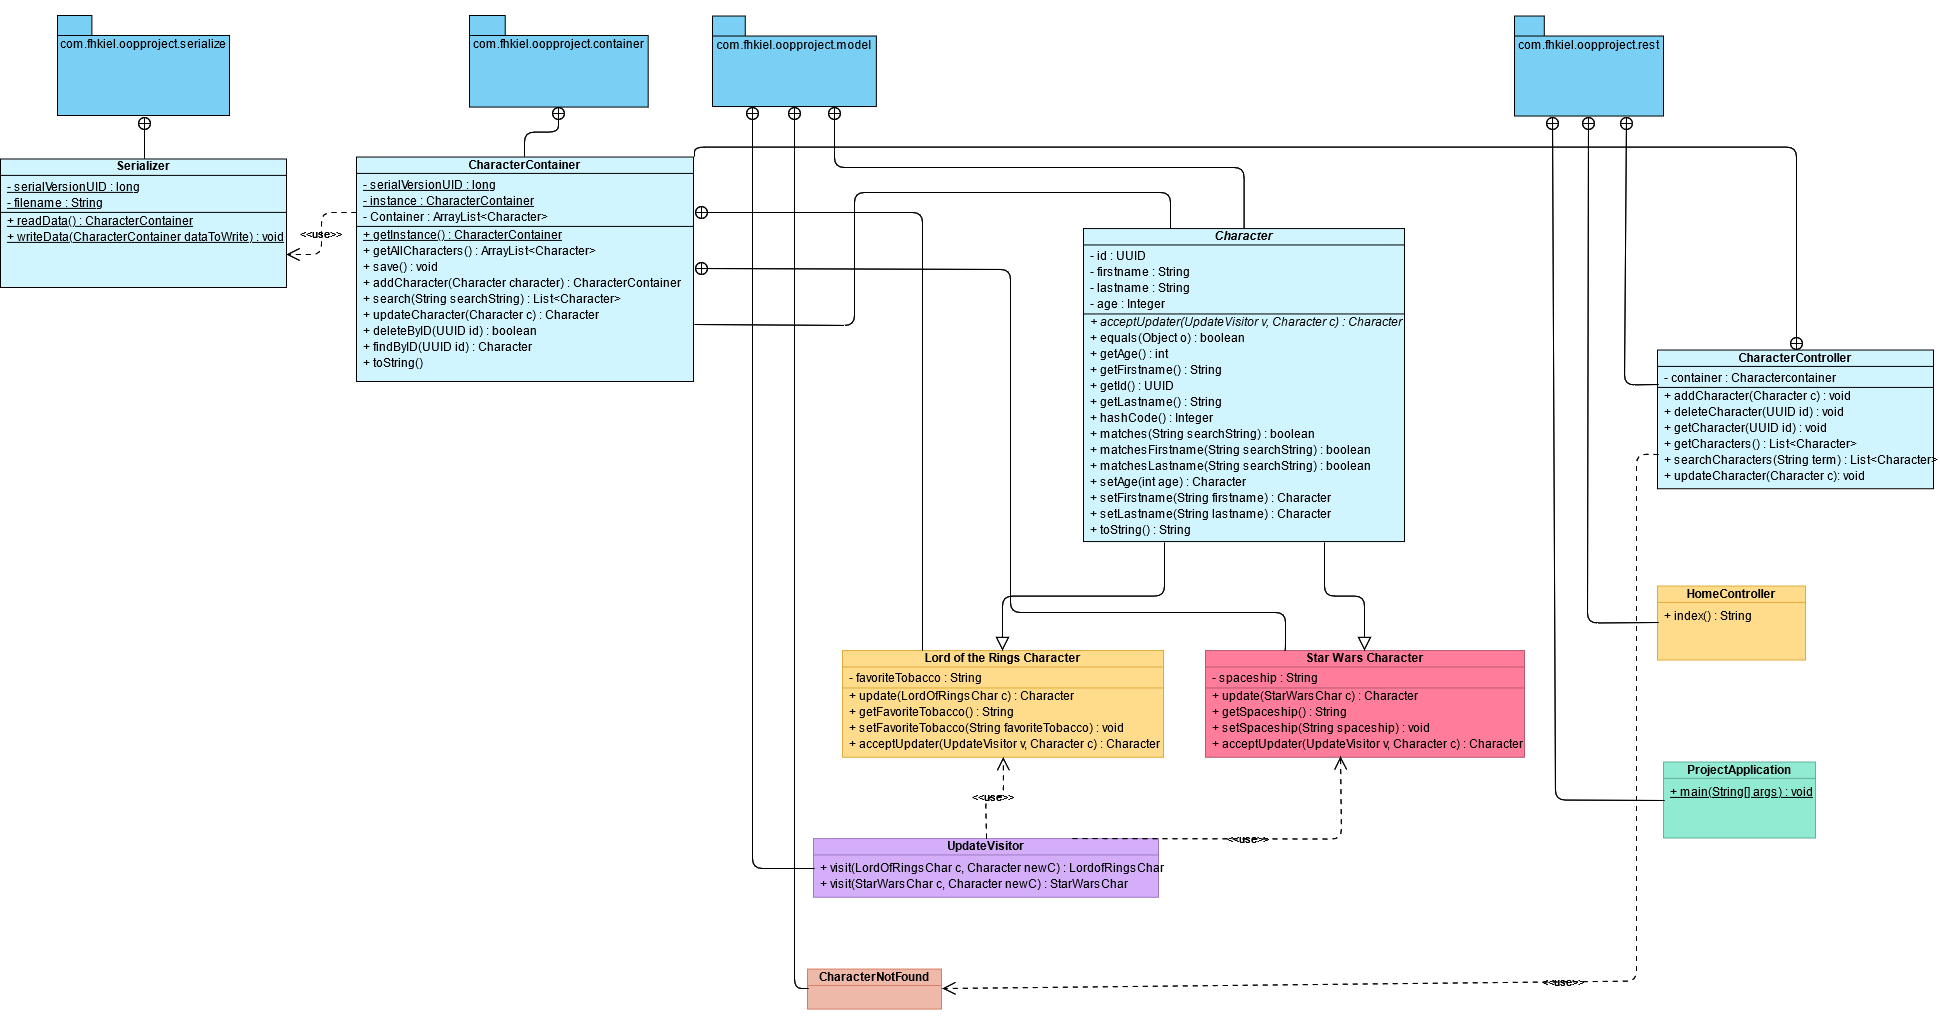 com.fhkiel.oopproject.serialize
com.fhkiel.oopproject.container
com.fhkiel.oopproject.model
com.fhkiel.oopproject.rest
Serializer
- serialVersionUID : long
- filename : String
+ readData() : CharacterContainer
+ writeData(CharacterContainer dataToWrite) : void
<<use>>
CharacterContainer
- serialVersionUID : long
- instance : CharacterContainer
- Container : ArrayList<Character>
+ getInstance() : CharacterContainer
+ getAllCharacters() : ArrayList<Character>
+ save() : void
+ addCharacter(Character character) : CharacterContainer
+ search(String searchString) : List<Character>
+ updateCharacter(Character c) : Character
+ deleteByID(UUID id) : boolean
+ findByID(UUID id) : Character
+ toString()
Character
- id : UUID
- firstname : String
- lastname : String
- age : Integer
+ acceptUpdater(UpdateVisitor v, Character c) : Character
+ equals(Object o) : boolean
+ getAge() : int
+ getFirstname() : String
+ getId() : UUID
+ getLastname() : String
+ hashCode() : Integer
+ matches(String searchString) : boolean
+ matchesFirstname(String searchString) : boolean
+ matchesLastname(String searchString) : boolean
+ setAge(int age) : Character
+ setFirstname(String firstname) : Character
+ setLastname(String lastname) : Character
+ toString() : String
CharacterController
- container : Charactercontainer
+ addCharacter(Character c) : void
+ deleteCharacter(UUID id) : void
+ getCharacter(UUID id) : void
+ getCharacters() : List<Character>
+ searchCharacters(String term) : List<Character>
+ updateCharacter(Character c): void
HomeController
+ index() : String
Lord of the Rings Character
- favoriteTobacco : String
+ update(LordOfRingsChar c) : Character
+ getFavoriteTobacco() : String
+ setFavoriteTobacco(String favoriteTobacco) : void
+ acceptUpdater(UpdateVisitor v, Character c) : Character
Star Wars Character
- spaceship : String
+ update(StarWarsChar c) : Character
+ getSpaceship() : String
+ setSpaceship(String spaceship) : void
+ acceptUpdater(UpdateVisitor v, Character c) : Character
ProjectApplication
+ main(String[] args) : void
<<use>>
<<use>>
UpdateVisitor
+ visit(LordOfRingsChar c, Character newC) : LordofRingsChar
+ visit(StarWarsChar c, Character newC) : StarWarsChar
CharacterNotFound
<<use>>